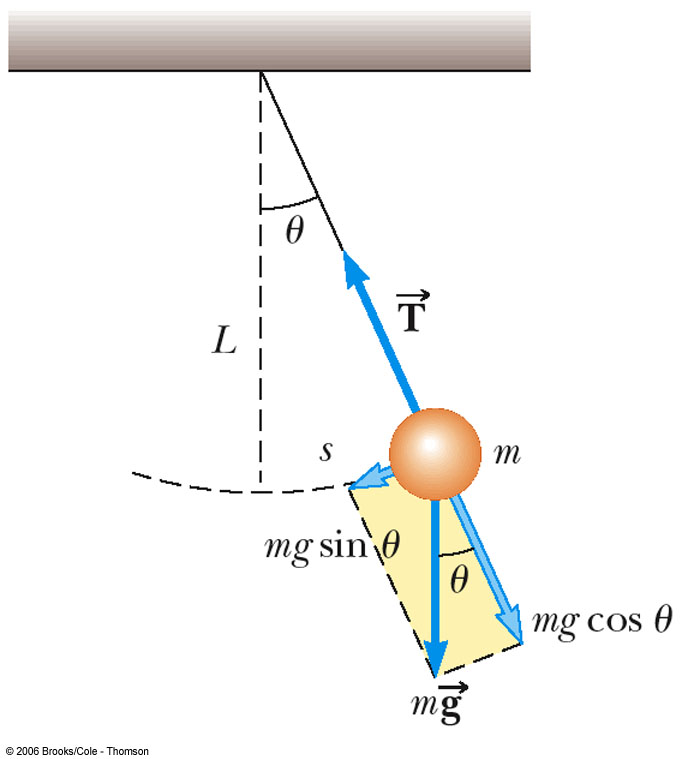 θ
T
L
s
m
mg sin θ
θ
mg cos θ
mg
© 2006 Brooks/Cole - Thomson